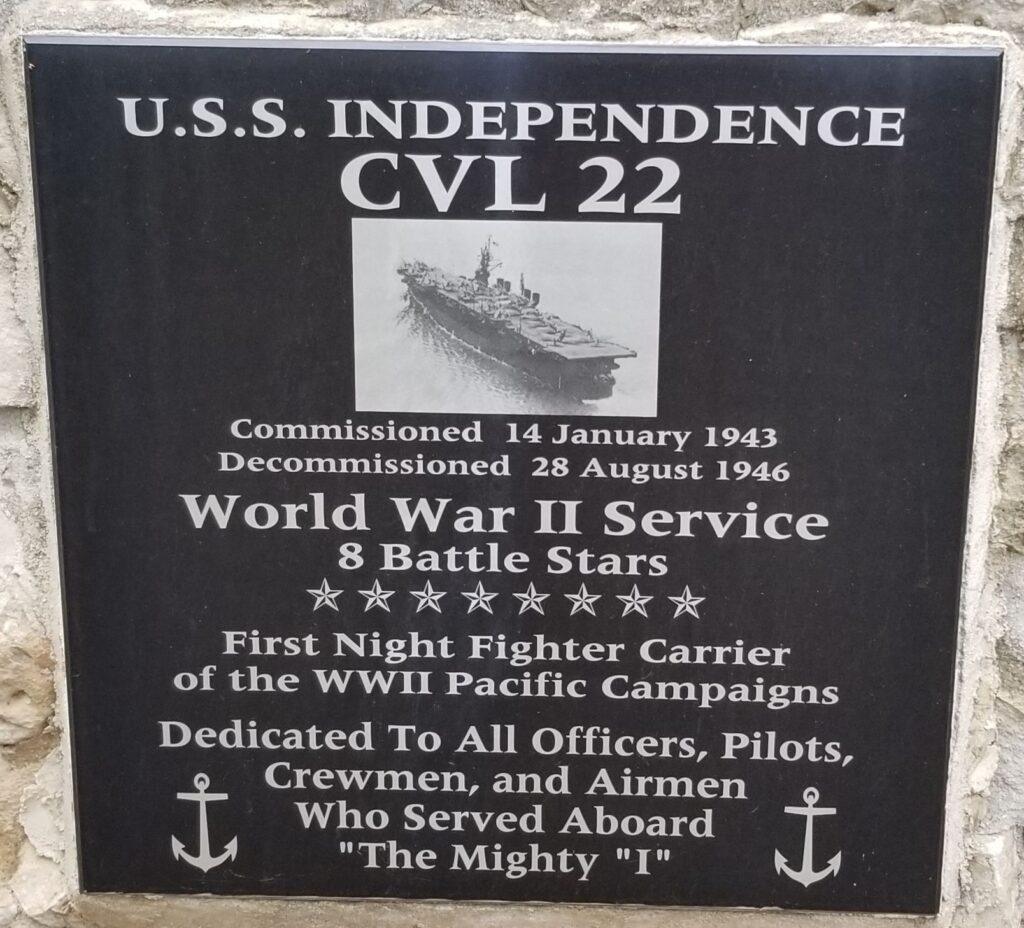 U.S.S. INDEPENDENCE
CVL 22
Commissioned 14 January 1943
Decommissioned 28 August 1946
World War II Service
8 Battle Stars
First Night Fighter Carrier
of the WWII Pacific Campaigns
Dedicated To All Officers, Pilots,
Crewmen, and Airmen
Who Served Aboard
"The Mighty "I"